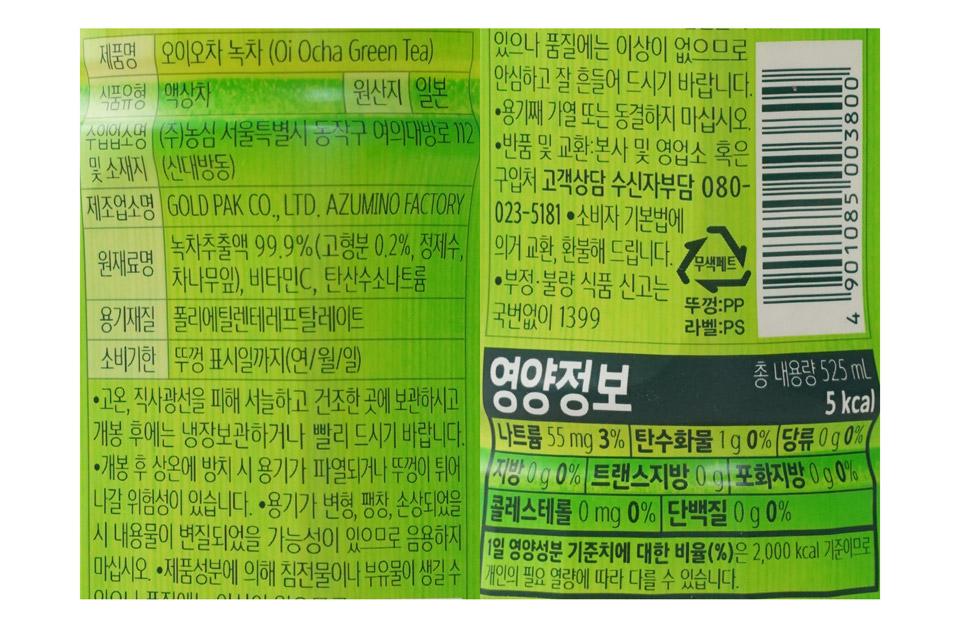 제품명 오이오차 녹차 (Oi Ocha Green Tea)
식품유형 액상차 원산지 일본
수입업소명 (주)농심 서울특별시 동작구 여의대방로 112
및 소재지 (신대방동)
제조업소명 GOLD PAK CO., LTD. AZUMINO FACTORY
원재료명 녹차추출액 99.9%(고형분 0.2%, 정제수,
차나무잎), 비타민C, 탄산수소나트륨
용기재질 폴리에틸렌테레프탈레이트
소비기한 뚜껑 표시일까지(연/월/일)
•고온, 직사광선을 피해 서늘하고 건조한 곳에 보관하시고
개봉 후에는 냉장보관하거나 빨리 드시기 바랍니다.
•개봉 후 상온에 방치 시 용기가 파열되거나 뚜껑이 튀어
나갈 위험성이 있습니다. •용기가 변형, 팽창, 손상되었을
시 내용물이 변질되었을 가능성이 있으므로 음용하지
마십시오. •제품성분에 의해 침전물이나 부유물이 생길 수
있으나 품질에는 이상이 없으므로
있으나 품질에는 이상이 없으므로
안심하고 잘 흔들어 드시기 바랍니다.
•용기째 가열 또는 동결하지 마십시오.
•반품 및 교환:본사 및 영업소 혹은
구입처 고객상담 수신자부담 080-
023-5181 •소비자 기본법에
의거 교환, 환불해 드립니다.
•부정·불량 식품 신고는
국번없이 1399
무색페트
뚜껑:PP
라벨:PS
4 901085 003800
영양정보 총 내용량 525 mL
5 kcal
나트륨 55 mg 3% 탄수화물 1 g 0% 당류 0 g 0%
지방 0 g 0% 트랜스지방 0 g 포화지방 0 g 0%
콜레스테롤 0 mg 0% 단백질 0 g 0%
1일 영양성분 기준치에 대한 비율(%)은 2,000 kcal 기준이므로
개인의 필요 열량에 따라 다를 수 있습니다.